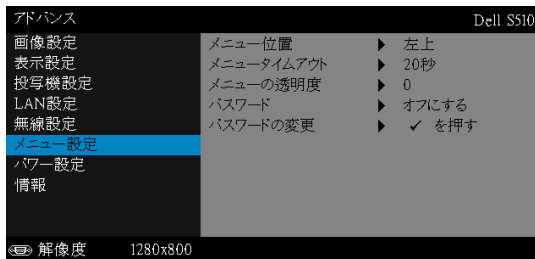 アドバンス Dell S510
画像設定
表示設定
投写機設定
LAN設定
無線設定
メニュー設定
パワー設定
情報
メニュー位置 ▶ 左上
メニュータイムアウト ▶ 20秒
メニューの透明度 ▶ 0
パスワード ▶ オフにする
パスワードの変更 ▶ ✓ を押す
解像度 1280x800